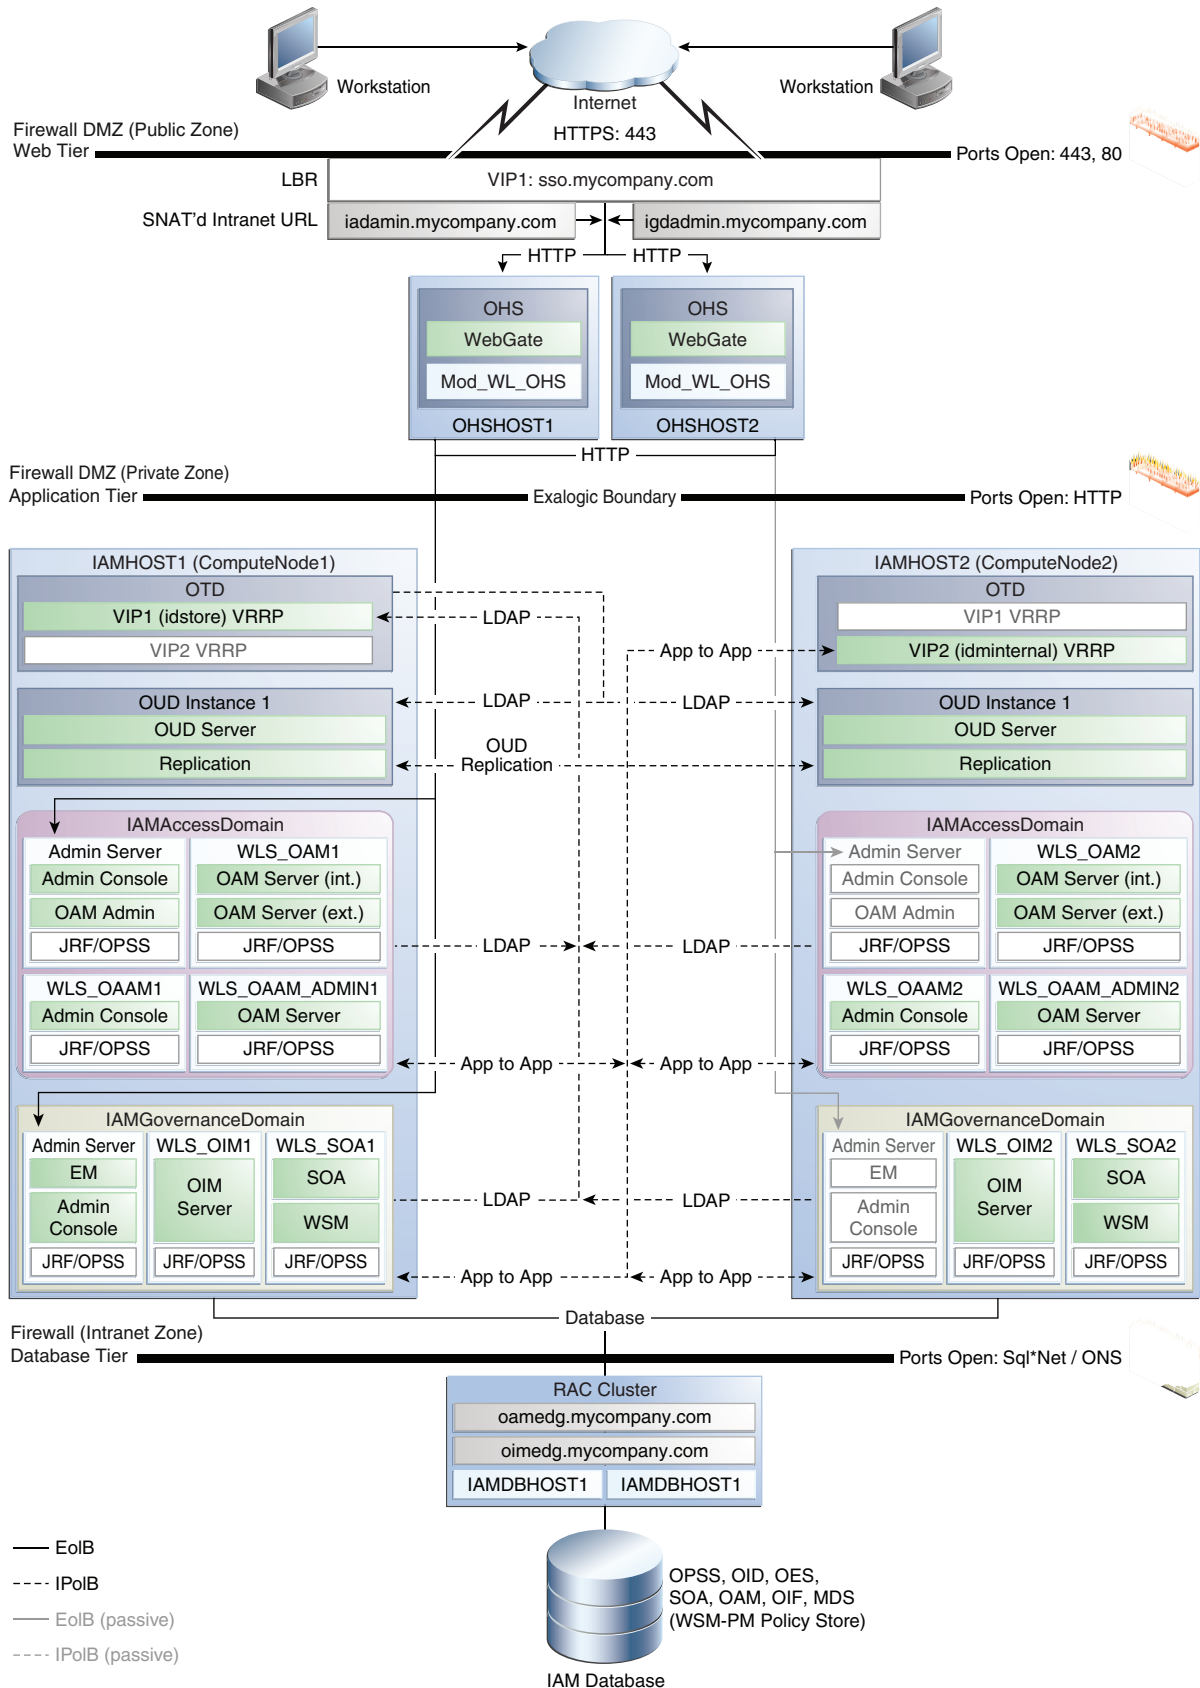 Workstation
Internet
Workstation
HTTPS: 443
Firewall DMZ (Public Zone)
Web Tier
Ports Open: 443, 80
LBR
VIP1: sso.mycompany.com
SNAT'd Intranet URL
iadamin.mycompany.com
igdadmin.mycompany.com
HTTP
HTTP
OHS
WebGate
Mod_WL_OHS
OHSHOST1
OHS
WebGate
Mod_WL_OHS
OHSHOST2
HTTP
Firewall DMZ (Private Zone)
Application Tier
Exalogic Boundary
Ports Open: HTTP
IAMHOST1 (ComputeNode1)
OTD
VIP1 (idstore) VRRP
VIP2 VRRP
OUD Instance 1
OUD Server
Replication
IAMAccessDomain
Admin Server
Admin Console
OAM Admin
JRF/OPSS
WLS_OAM1
OAM Server (int.)
OAM Server (ext.)
JRF/OPSS
WLS_OAAM1
Admin Console
JRF/OPSS
WLS_OAAM_ADMIN1
OAM Server
JRF/OPSS
IAMGovernanceDomain
Admin Server
EM
Admin
Console
JRF/OPSS
WLS_OIM1
OIM
Server
JRF/OPSS
WLS_SOA1
SOA
WSM
JRF/OPSS
LDAP
App to App
LDAP
LDAP
OUD
Replication
LDAP
LDAP
App to App
App to App
LDAP
LDAP
App to App
App to App
IAMHOST2 (ComputeNode2)
OTD
VIP1 VRRP
VIP2 (idminternal) VRRP
OUD Instance 1
OUD Server
Replication
IAMAccessDomain
Admin Server
Admin Console
OAM Admin
JRF/OPSS
WLS_OAM2
OAM Server (int.)
OAM Server (ext.)
JRF/OPSS
WLS_OAAM2
Admin Console
JRF/OPSS
WLS_OAAM_ADMIN2
OAM Server
JRF/OPSS
IAMGovernanceDomain
Admin Server
EM
Admin
Console
JRF/OPSS
WLS_OIM2
OIM
Server
JRF/OPSS
WLS_SOA2
SOA
WSM
JRF/OPSS
Database
Firewall (Intranet Zone)
Database Tier
Ports Open: Sql*Net / ONS
RAC Cluster
oamedg.mycompany.com
oimedg.mycompany.com
IAMDBHOST1
IAMDBHOST1
EoIB
IPoIB
EoIB (passive)
IPoIB (passive)
OPSS, OID, OES,
SOA, OAM, OIF, MDS
(WSM-PM Policy Store)
IAM Database